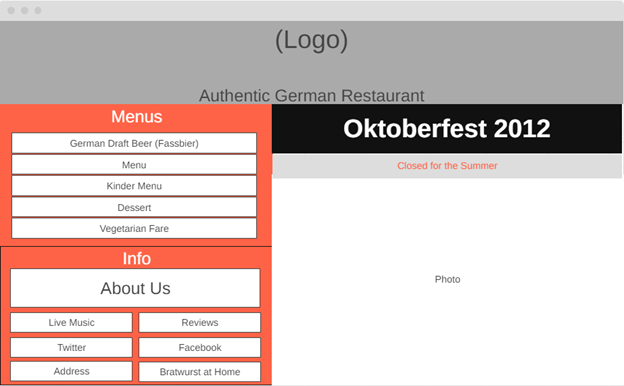 (Logo)
Authentic German Restaurant
Menus
German Draft Beer (Fassbier)
Menu
Kinder Menu
Dessert
Vegetarian Fare
Info
About Us
Live Music
Reviews
Twitter
Facebook
Address
Bratwurst at Home
Oktoberfest 2012
Closed for the Summer
Photo